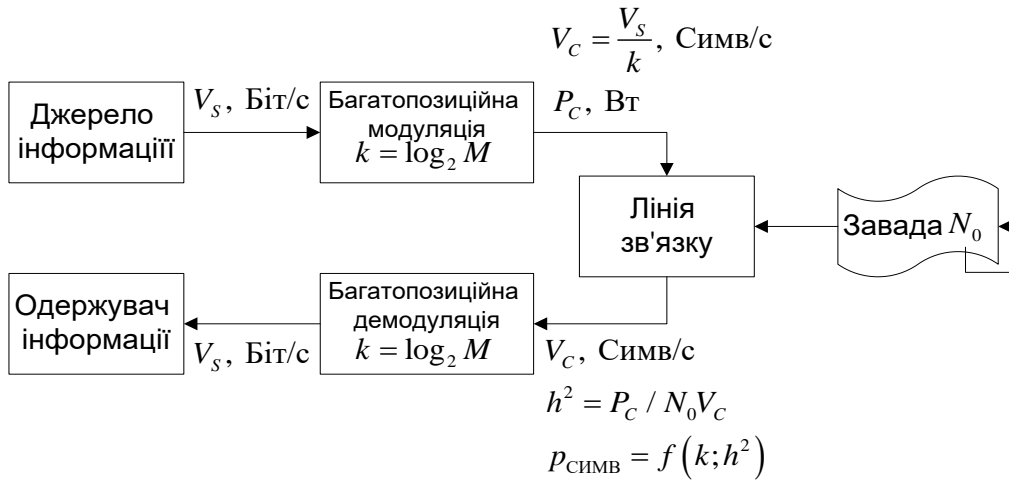 V_C = V_S / k, Симв/с
Джерело
інформаціїї
V_S, Біт/с
Багатопозиційна
модуляція
k = log_2 M
P_C, Вт
Лінія
зв'язку
Завада N_0
Одержувач
інформації
V_S, Біт/с
Багатопозиційна
демодуляція
k = log_2 M
V_C, Симв/с
h^2 = P_C / N_0V_C
p_СИМВ = f(k;h^2)